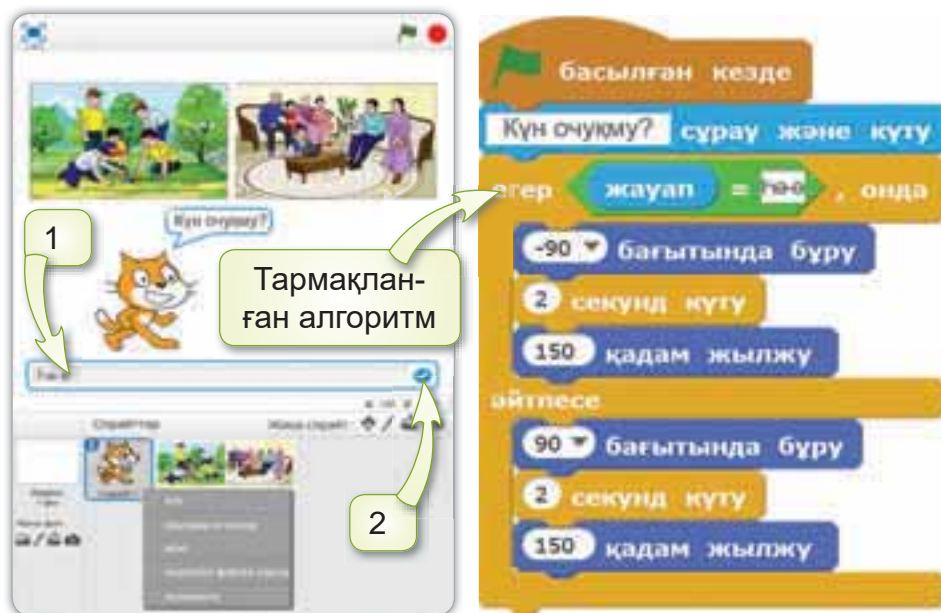 Күн очуқму?
1
Тармақлан-
ған алгоритм
2
басылған кезде
Күн очуқму? сұрау және күту
егер жауап = һә-ә , онда
-90 бағытында бұру
2 секунд күту
150 қадам жылжу
әйтпесе
90 бағытында бұру
2 секунд күту
150 қадам жылжу
Спрайттар
Жаңа спрайт: